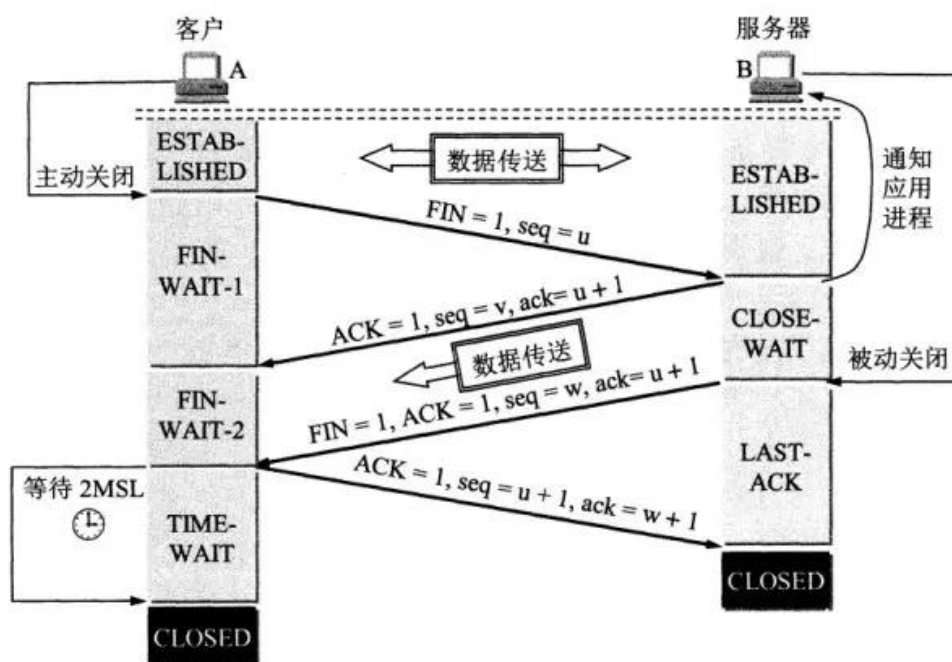 客户
服务器
A
B
ESTAB-
LISHED
数据传送
主动关闭
ESTAB-
LISHED
通知
应用
进程
FIN = 1, seq = u
FIN-
WAIT-1
ACK = 1, seq = v, ack= u + 1
CLOSE-
WAIT
数据传送
被动关闭
FIN-
WAIT-2
FIN = 1, ACK = 1, seq = w, ack= u + 1
LAST-
ACK
ACK = 1, seq = u + 1, ack = w + 1
等待 2MSL
TIME-
WAIT
CLOSED
CLOSED